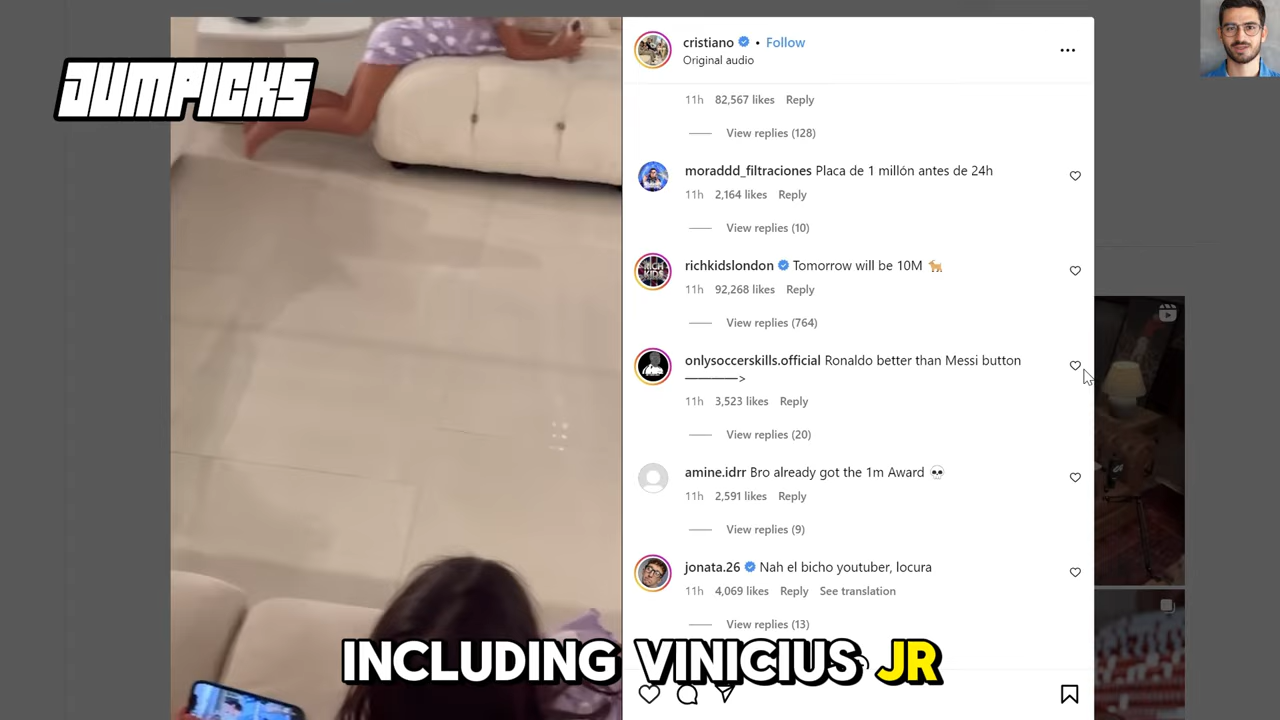 JUMPICKS
cristiano • Follow
Original audio
11h 82,567 likes Reply
View replies (128)
moraddd_filtraciones Placa de 1 millón antes de 24h
11h 2,164 likes Reply
View replies (10)
richkidslondon Tomorrow will be 10M 🐐
11h 92,268 likes Reply
View replies (764)
onlysoccerskills.official Ronaldo better than Messi button
—————>
11h 3,523 likes Reply
View replies (20)
amine.idrr Bro already got the 1m Award 💀
11h 2,591 likes Reply
View replies (9)
jonata.26 Nah el bicho youtuber, locura
11h 4,069 likes Reply See translation
View replies (13)
INCLUDING VINICIUS JR